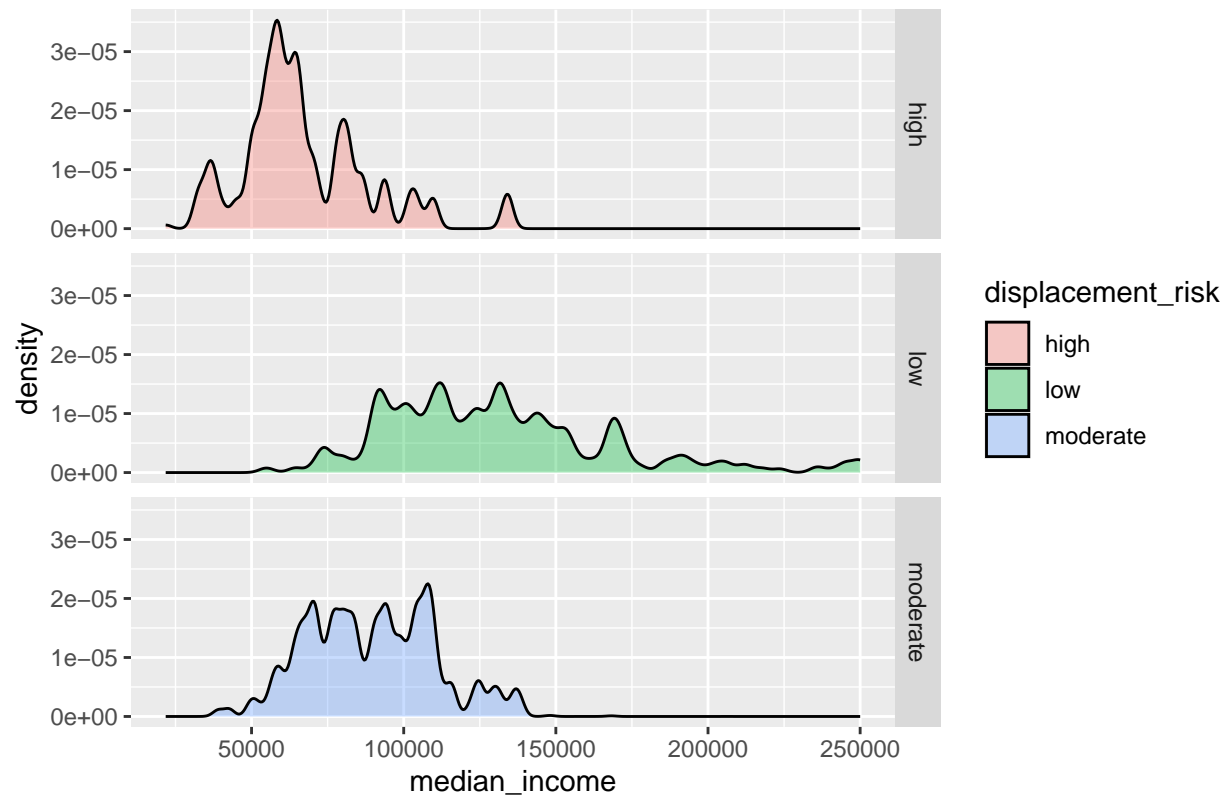 3e−05
2e−05
1e−05
0e+00
high
3e−05
2e−05
1e−05
0e+00
low
3e−05
2e−05
1e−05
0e+00
moderate
density
50000 100000 150000 200000 250000
median_income
displacement_risk
high
low
moderate